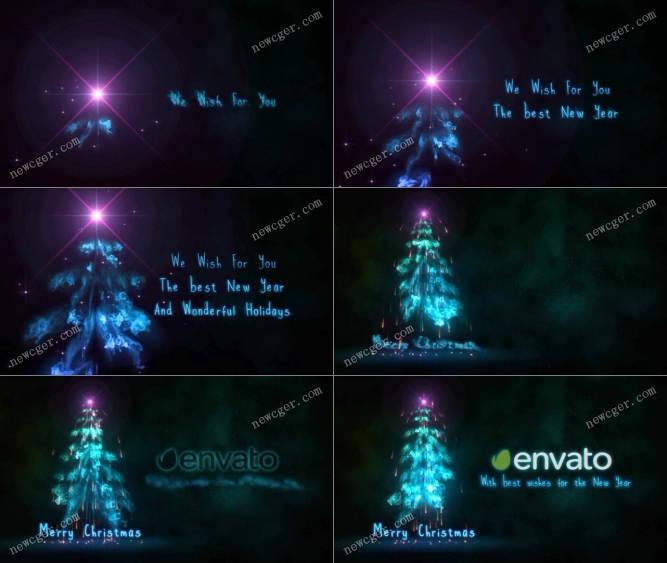 newcger.com
newcger.com
We Wish For You
newcger.com
newcger.com
We Wish For You
The best New Year
newcger.com
newcger.com
We Wish For You
The best New Year
And Wonderful Holidays
newcger.com
newcger.com
Merry Christmas
newcger.com
newcger.com
envato
Merry Christmas
newcger.com
newcger.com
envato
With best wishes for the New Year
Merry Christmas